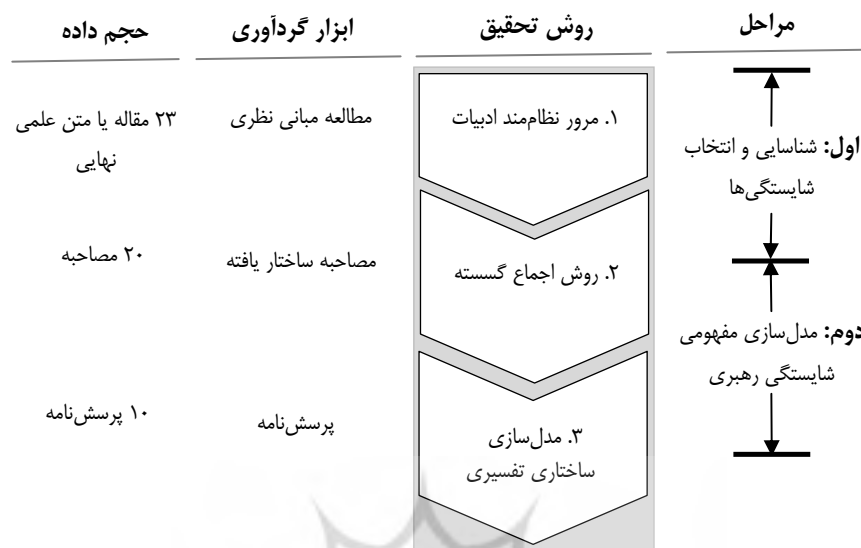 مراحل
روش تحقیق
ابزار گردآوری
حجم داده
اول: شناسایی و انتخاب
شایستگی‌ها
۱. مرور نظام‌مند ادبیات
مطالعه مبانی نظری
۲۳ مقاله یا متن علمی
نهایی
۲. روش اجماع گسسته
مصاحبه ساختار یافته
۲۰ مصاحبه
دوم: مدل‌سازی مفهومی
شایستگی رهبری
۳. مدل‌سازی
ساختاری تفسیری
پرسش‌نامه
۱۰ پرسش‌نامه